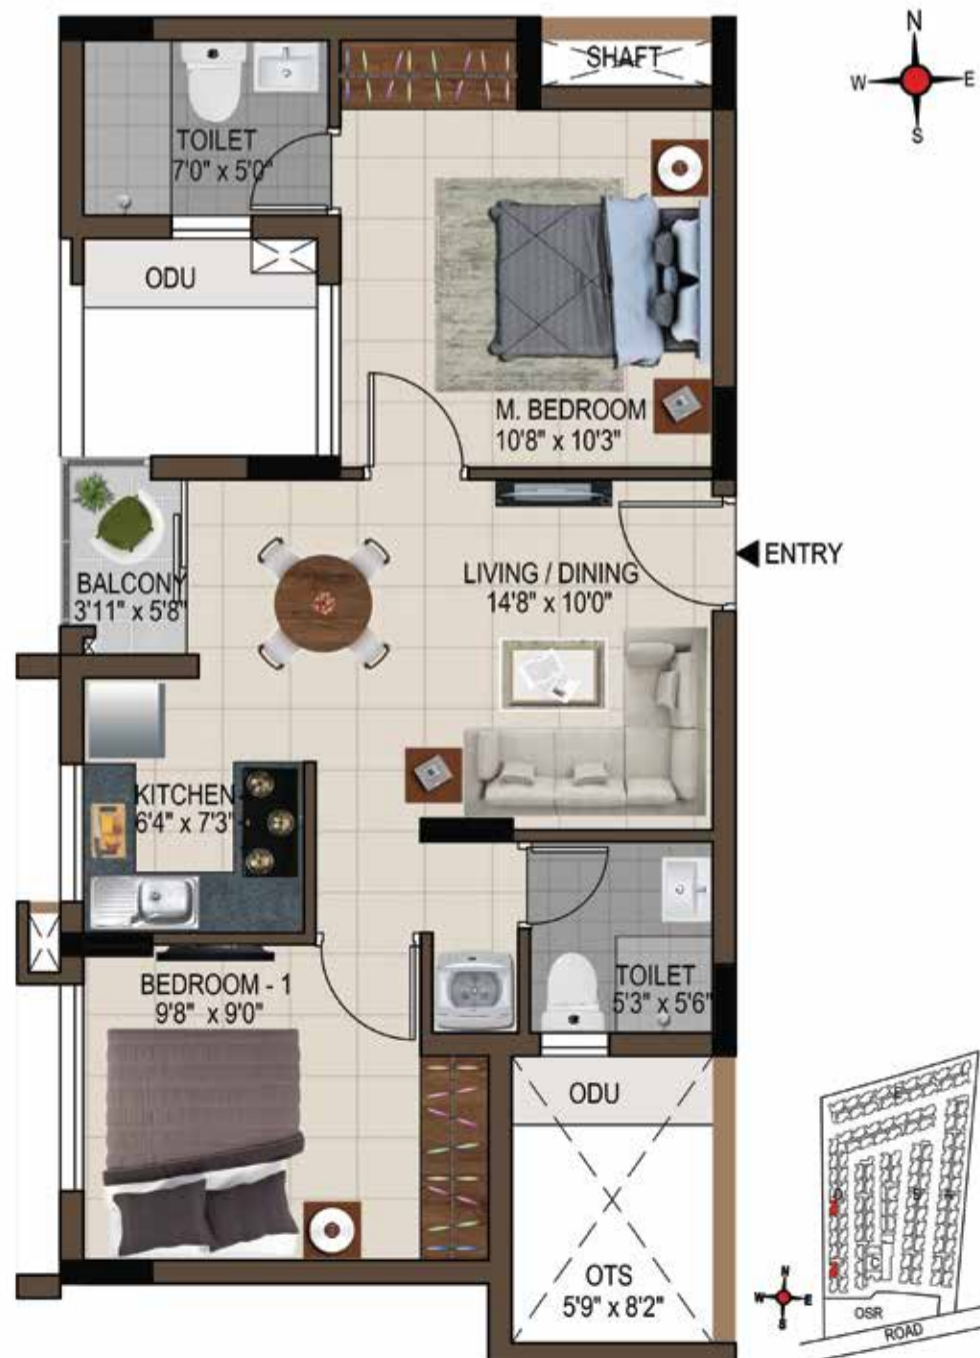 N
W E
S
SHAFT
TOILET
7'0" x 5'0"
ODU
M. BEDROOM
10'8" x 10'3"
ENTRY
LIVING / DINING
14'8" x 10'0"
BALCONY
3'11" x 5'8"
KITCHEN
6'4" x 7'3"
BEDROOM - 1
9'8" x 9'0"
TOILET
5'3" x 5'6"
ODU
OTS
5'9" x 8'2"
N
W E
S
E
D
B
C
OSR
ROAD